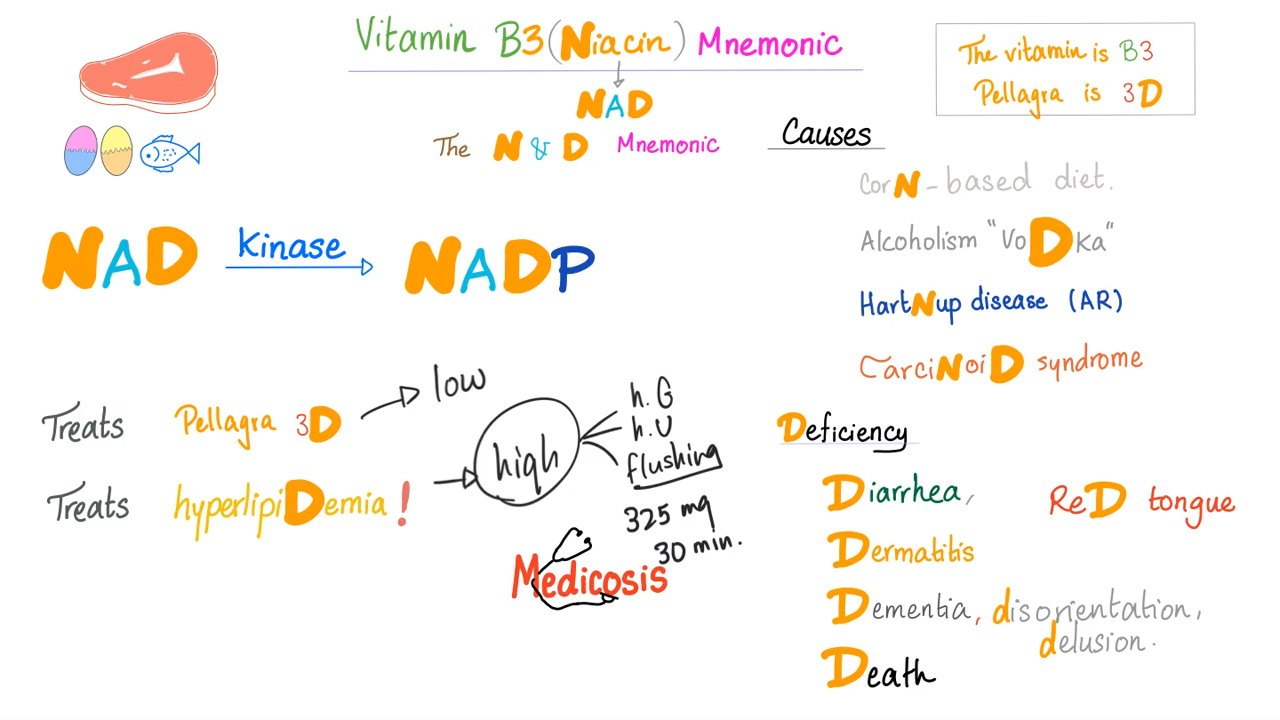 Vitamin B3 (Niacin) Mnemonic
NAD
The N & D Mnemonic
The vitamin is B3
Pellagra is 3D
Causes
CorN-based diet.
Alcoholism "VoDka"
HartNup disease (AR)
CarciNoiD syndrome
NAD Kinase NADP
Treats Pellagra 3D
low
Treats hyperlipiDemia!
high
h.G
h.U
flushing
325 mg
30 min.
Medicosis
Deficiency
Diarrhea, ReD tongue
Dermatitis
Dementia, disorientation,
delusion.
Death